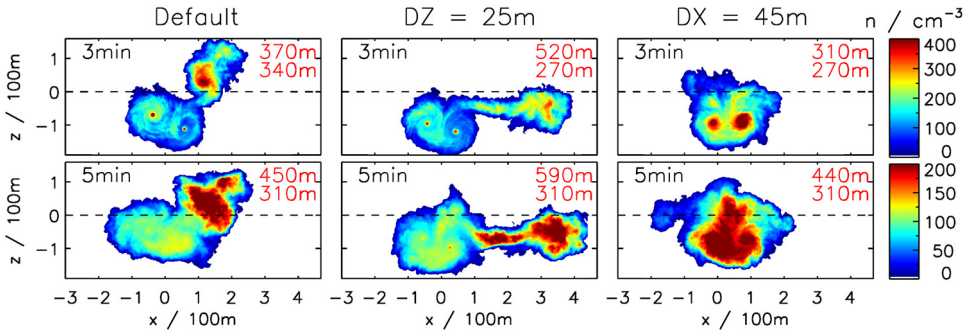 Default DZ = 25m DX = 45m n / cm⁻³
3min 370m 3min 520m 3min 310m 400
340m 270m 270m
z / 100m 1 0 -1 300 200 100 0
5min 450m 5min 590m 5min 440m 200
310m 310m 310m
z / 100m 1 0 -1 150 100 50 0
-3 -2 -1 0 1 2 3 4 -3 -2 -1 0 1 2 3 4 -3 -2 -1 0 1 2 3 4
x / 100m x / 100m x / 100m